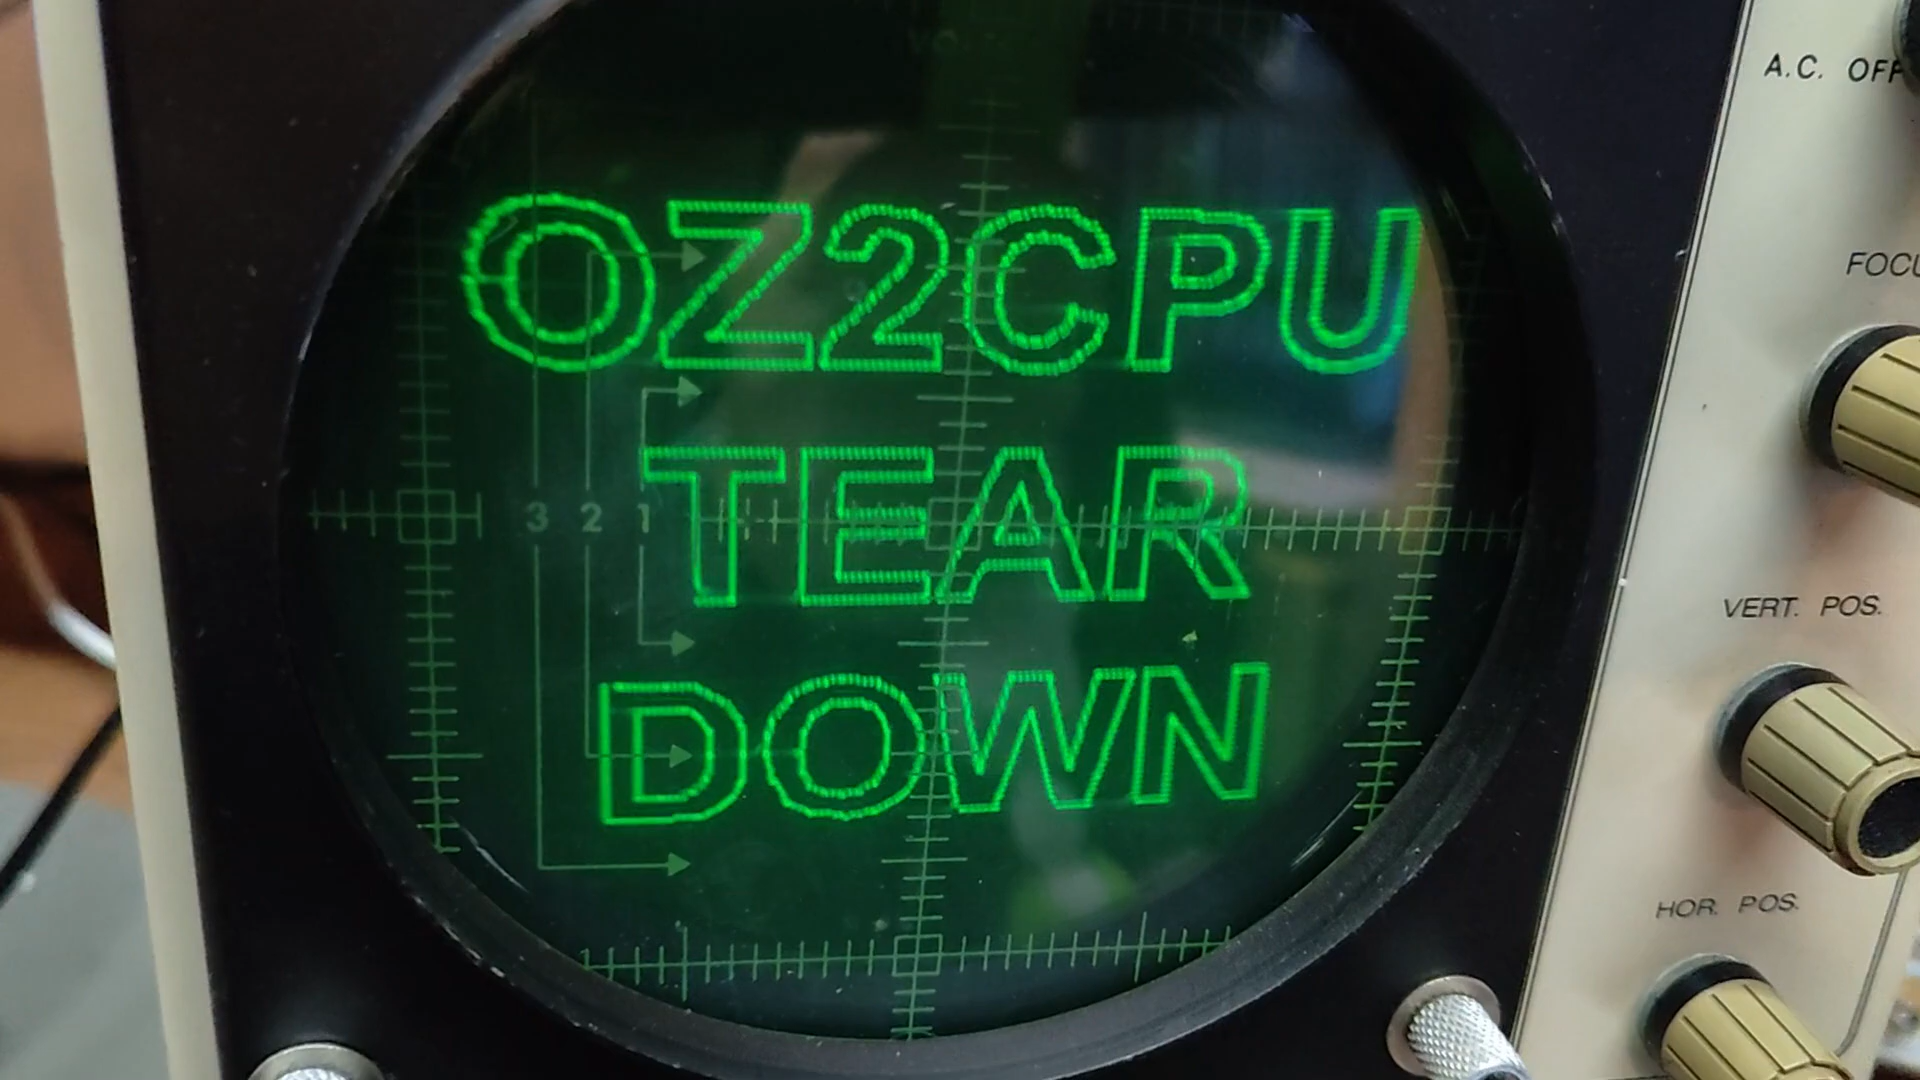 A.C. OFF
OZ2CPU
FOCU
TEAR
3 2 1
VERT. POS.
DOWN
HOR. POS.